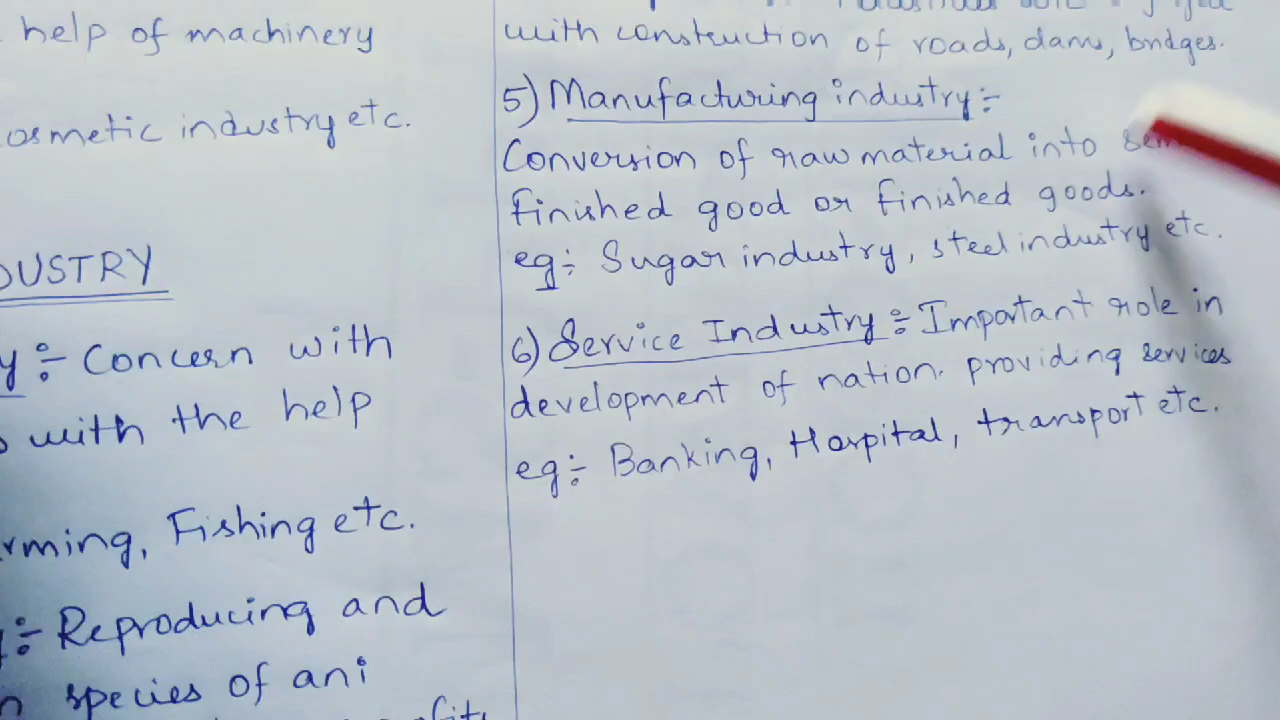 help of machinery
osmetic industry etc.
DUSTRY
y :- Concern with
with the help
rming, Fishing etc.
:- Reproducing and
species of ani
with construction of roads, dams, bridges.
5) Manufacturing industry :-
Conversion of raw material into sem
finished good or finished goods.
eg :- Sugar industry, steel industry etc.
6) Service Industry :- Important role in
development of nation. providing services
eg :- Banking, Hospital, transport etc.